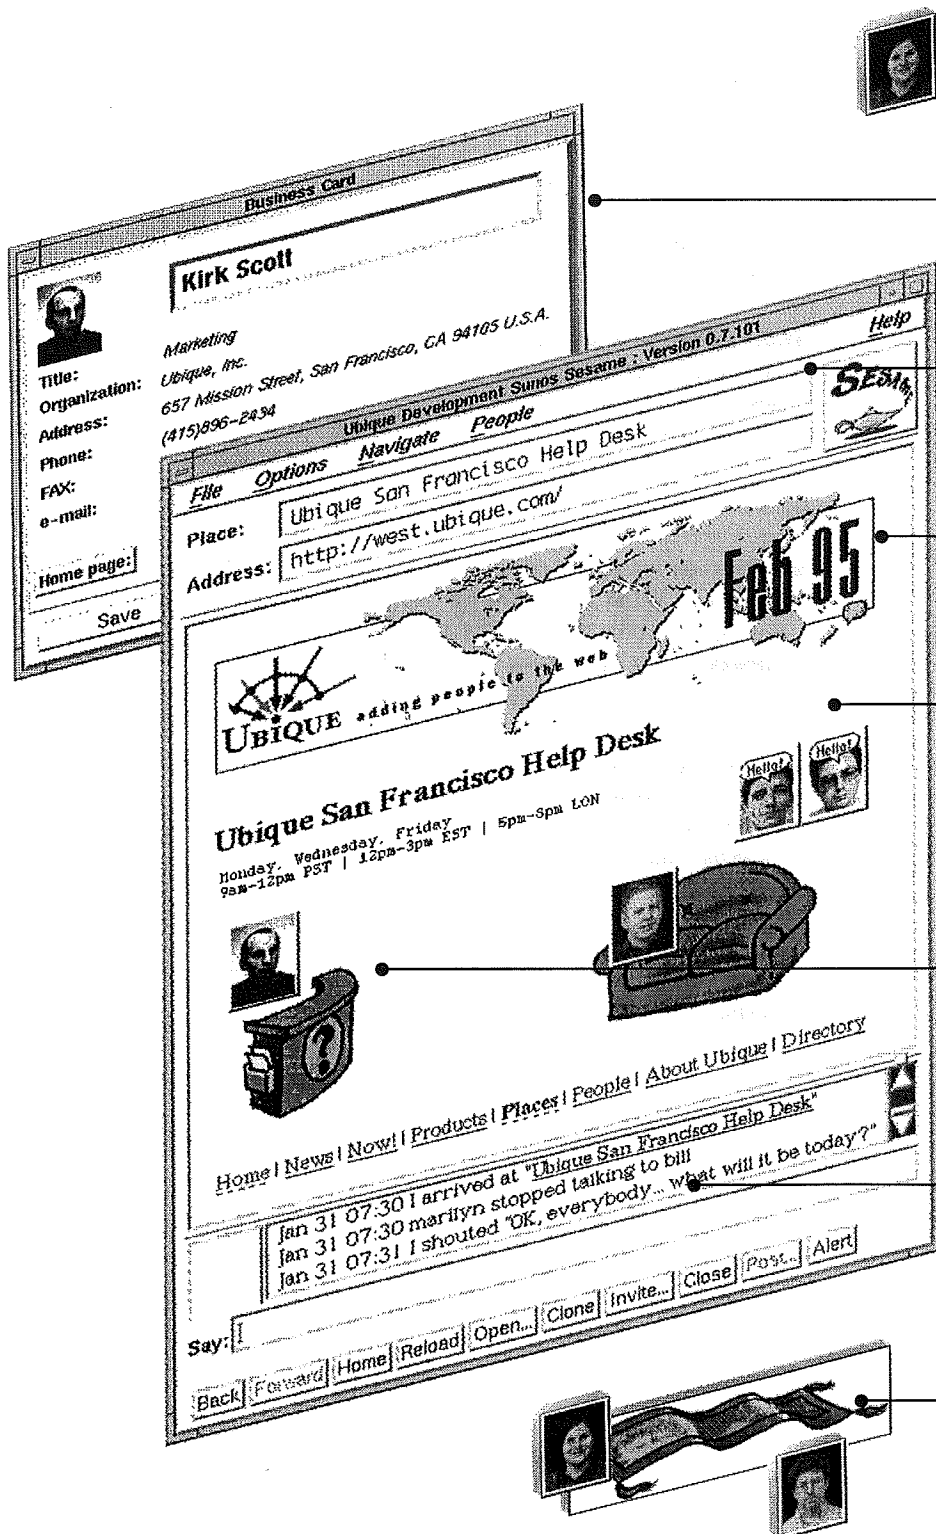 Business Card
Kirk Scott
Title: Marketing
Organization: Ubique, Inc.
Address: 657 Mission Street, San Francisco, CA 94105 U.S.A.
Phone: (415)896-2434
FAX:
e-mail:
Home page:
Save
Ubique Development Sunos Sesame : Version 0.7.101
File Options Navigate People Help
SESAME
Place: Ubique San Francisco Help Desk
Address: http://west.ubique.com/
Feb 95
UBIQUE adding people to the web
Ubique San Francisco Help Desk
Hello! Hello!
Monday, Wednesday, Friday
9am-12pm PST | 12pm-3pm EST | 5pm-8pm LON
?
Home | News | Now! | Products | Places | People | About Ubique | Directory
Jan 31 07:30 I arrived at "Ubique San Francisco Help Desk"
Jan 31 07:30 marilyn stopped talking to bill
Jan 31 07:31 I shouted "OK, everybody... what will it be today?"
Say:
Back Forward Home Reload Open... Clone Invite... Close Post... Alert